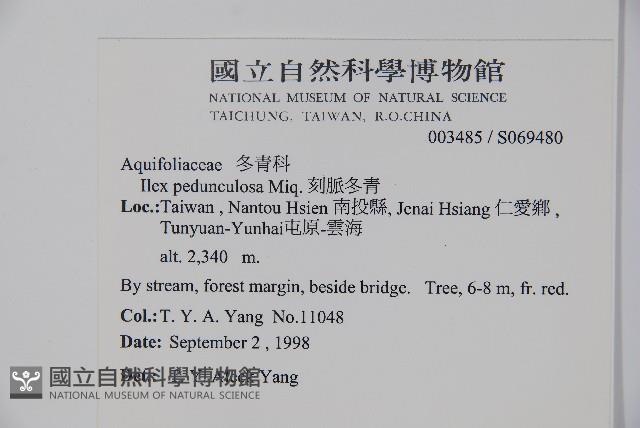 國立自然科學博物館
NATIONAL MUSEUM OF NATURAL SCIENCE
TAICHUNG, TAIWAN, R.O.CHINA
003485 / S069480
Aquifoliaceae 冬青科
Ilex pedunculosa Miq. 刻脈冬青
Loc.:Taiwan , Nantou Hsien 南投縣, Jenai Hsiang 仁愛鄉 ,
Tunyuan-Yunhai屯原-雲海
alt. 2,340 m.
By stream, forest margin, beside bridge. Tree, 6-8 m, fr. red.
Col.: T. Y. A. Yang No.11048
Date: September 2 , 1998
Yang
國立自然科學博物館
NATIONAL MUSEUM OF NATURAL SCIENCE